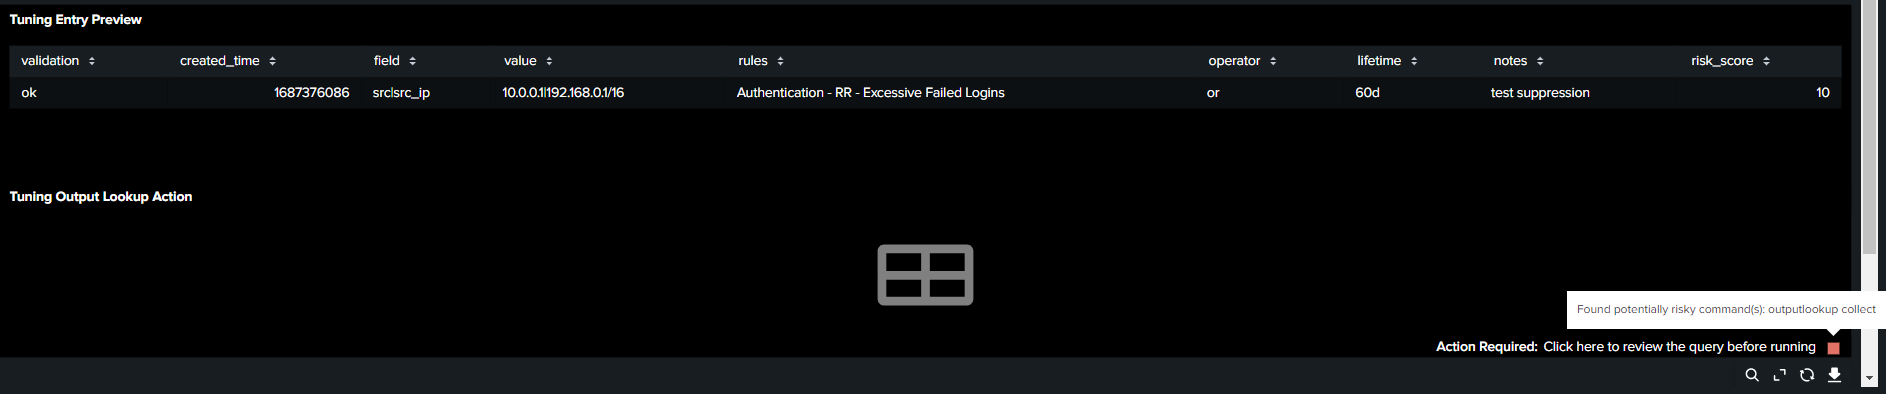 Tuning Entry Preview
validation created_time field value rules operator lifetime notes risk_score
ok 1687376086 src|src_ip 10.0.0.1|192.168.0.1/16 Authentication - RR - Excessive Failed Logins or 60d test suppression 10
Tuning Output Lookup Action
Found potentially risky command(s): outputlookup collect
Action Required: Click here to review the query before running